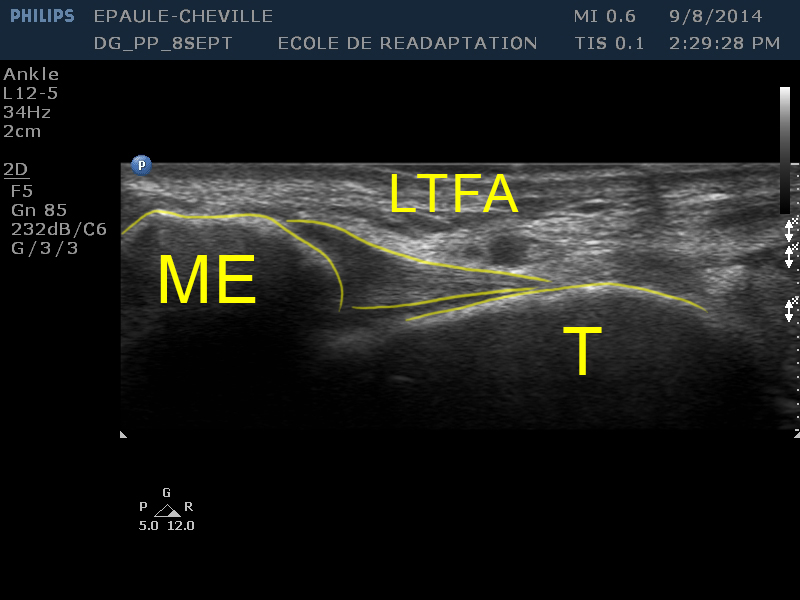 PHILIPS EPAULE-CHEVILLE MI 0.6 9/8/2014
DG_PP_8SEPT ECOLE DE READAPTATION TIS 0.1 2:29:28 PM
Ankle
L12-5
34Hz
2cm
2D
F5
Gn 85
232dB/C6
G/3/3
P
LTFA
ME
T
G
P R
5.0 12.0